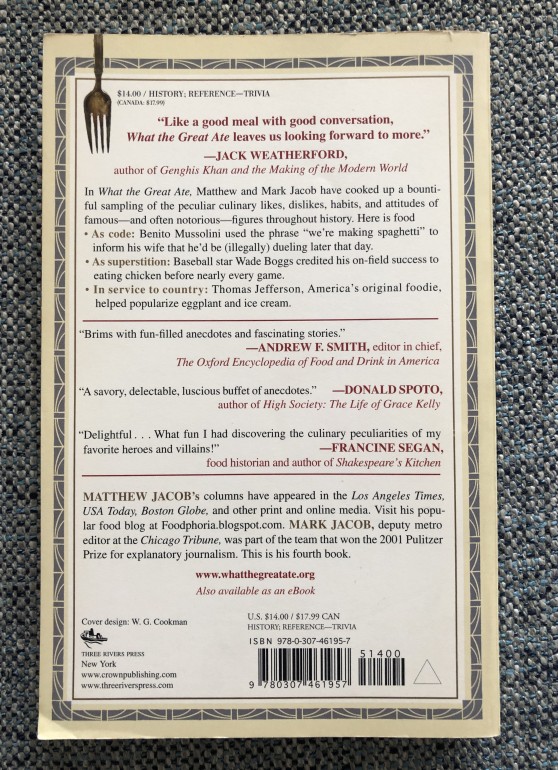 $14.00 / HISTORY; REFERENCE—TRIVIA
(CANADA: $17.99)
“Like a good meal with good conversation,
What the Great Ate leaves us looking forward to more.”
—JACK WEATHERFORD,
author of Genghis Khan and the Making of the Modern World
In What the Great Ate, Matthew and Mark Jacob have cooked up a bounti-
ful sampling of the peculiar culinary likes, dislikes, habits, and attitudes of
famous—and often notorious—figures throughout history. Here is food
• As code: Benito Mussolini used the phrase “we’re making spaghetti” to
inform his wife that he’d be (illegally) dueling later that day.
• As superstition: Baseball star Wade Boggs credited his on-field success to
eating chicken before nearly every game.
• In service to country: Thomas Jefferson, America’s original foodie,
helped popularize eggplant and ice cream.
“Brims with fun-filled anecdotes and fascinating stories.”
—ANDREW F. SMITH, editor in chief,
The Oxford Encyclopedia of Food and Drink in America
“A savory, delectable, luscious buffet of anecdotes.” —DONALD SPOTO,
author of High Society: The Life of Grace Kelly
“Delightful . . . What fun I had discovering the culinary peculiarities of my
favorite heroes and villains!” —FRANCINE SEGAN,
food historian and author of Shakespeare’s Kitchen
MATTHEW JACOB’s columns have appeared in the Los Angeles Times,
USA Today, Boston Globe, and other print and online media. Visit his popu-
lar food blog at Foodphoria.blogspot.com. MARK JACOB, deputy metro
editor at the Chicago Tribune, was part of the team that won the 2001 Pulitzer
Prize for explanatory journalism. This is his fourth book.
www.whatthegreatate.org
Also available as an eBook
Cover design: W. G. Cookman
THREE RIVERS PRESS
New York
www.crownpublishing.com
www.threeriverspress.com
U.S. $14.00 / $17.99 CAN
HISTORY; REFERENCE—TRIVIA
ISBN 978-0-307-46195-7
51400
9 780307 461957